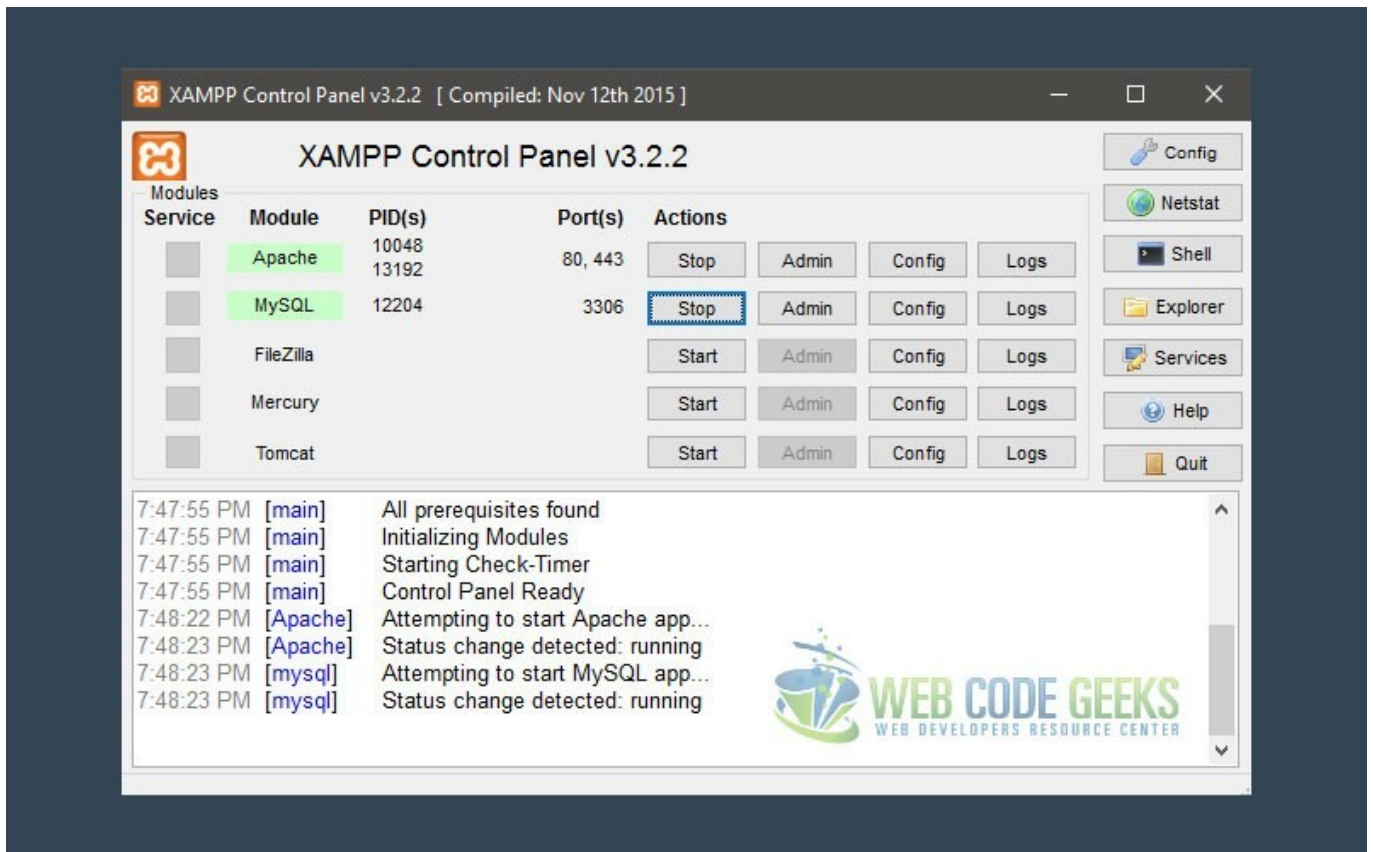 XAMPP Control Panel v3.2.2 [ Compiled: Nov 12th 2015 ]
XAMPP Control Panel v3.2.2
Config
Modules
Netstat
Service Module PID(s) Port(s) Actions
Apache 10048 13192 80, 443 Stop Admin Config Logs
Shell
MySQL 12204 3306 Stop Admin Config Logs
Explorer
FileZilla Start Admin Config Logs
Services
Mercury Start Admin Config Logs
Help
Tomcat Start Admin Config Logs
Quit
7:47:55 PM [main] All prerequisites found
7:47:55 PM [main] Initializing Modules
7:47:55 PM [main] Starting Check-Timer
7:47:55 PM [main] Control Panel Ready
7:48:22 PM [Apache] Attempting to start Apache app...
7:48:23 PM [Apache] Status change detected: running
7:48:23 PM [mysql] Attempting to start MySQL app...
7:48:23 PM [mysql] Status change detected: running
WEB CODE GEEKS
WEB DEVELOPERS RESOURCE CENTER